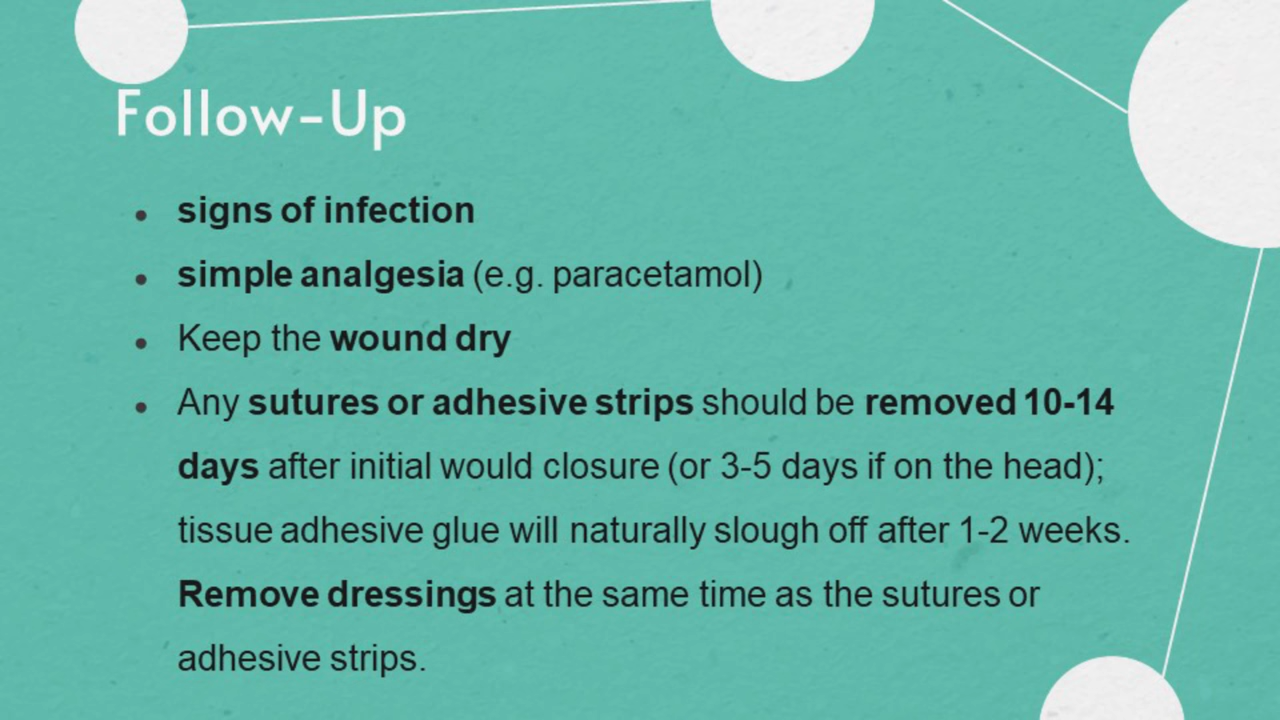 Follow-Up
• signs of infection
• simple analgesia (e.g. paracetamol)
• Keep the wound dry
• Any sutures or adhesive strips should be removed 10-14
days after initial would closure (or 3-5 days if on the head);
tissue adhesive glue will naturally slough off after 1-2 weeks.
Remove dressings at the same time as the sutures or
adhesive strips.